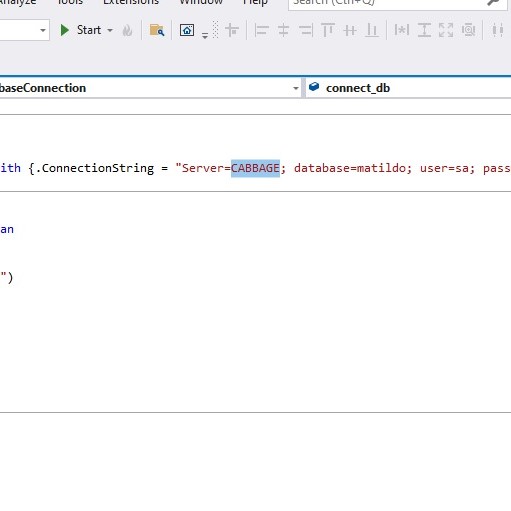 nalyze Tools Extensions Window Help Search (Ctrl+Q)
Start
baseConnection connect_db
ith {.ConnectionString = "Server=CABBAGE; database=matildo; user=sa; pass
an
")